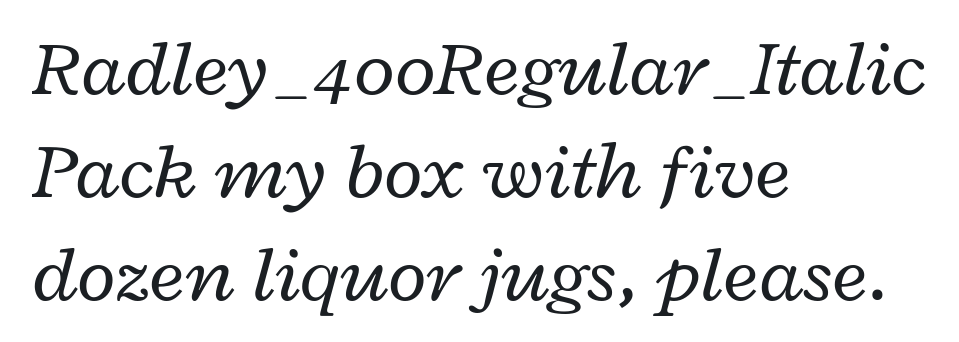 Radley_400Regular_Italic
Pack my box with five
dozen liquor jugs, please.